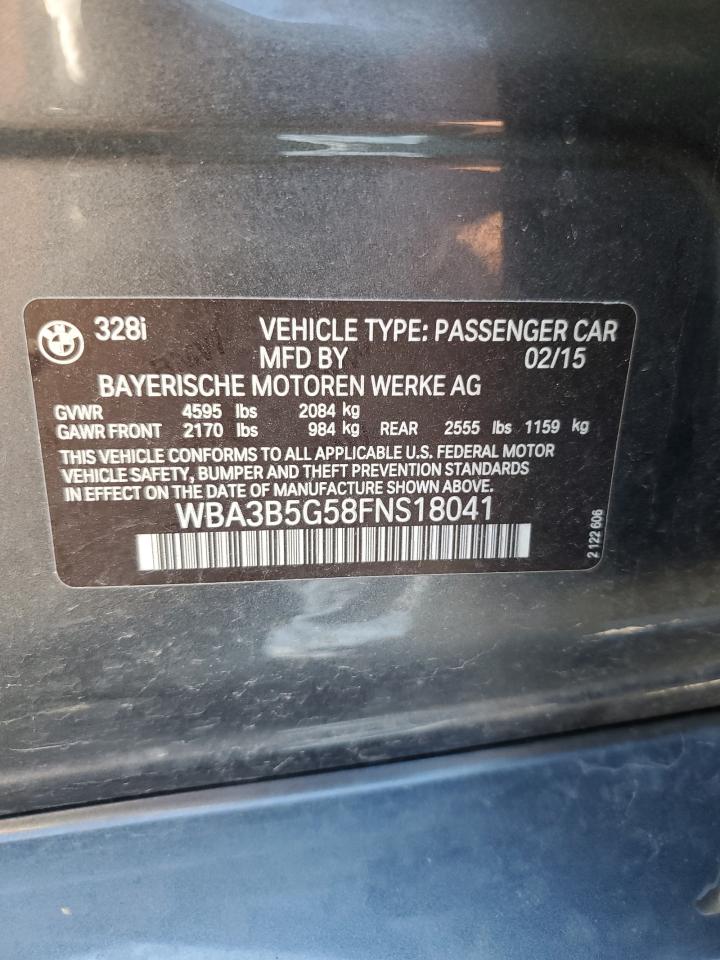 328i VEHICLE TYPE: PASSENGER CAR
MFD BY 02/15
BAYERISCHE MOTOREN WERKE AG
GVWR 4595 lbs 2084 kg
GAWR FRONT 2170 lbs 984 kg REAR 2555 lbs 1159 kg
THIS VEHICLE CONFORMS TO ALL APPLICABLE U.S. FEDERAL MOTOR
VEHICLE SAFETY, BUMPER AND THEFT PREVENTION STANDARDS
IN EFFECT ON THE DATE OF MANUFACTURE SHOWN ABOVE.
WBA3B5G58FNS18041
2 122 606